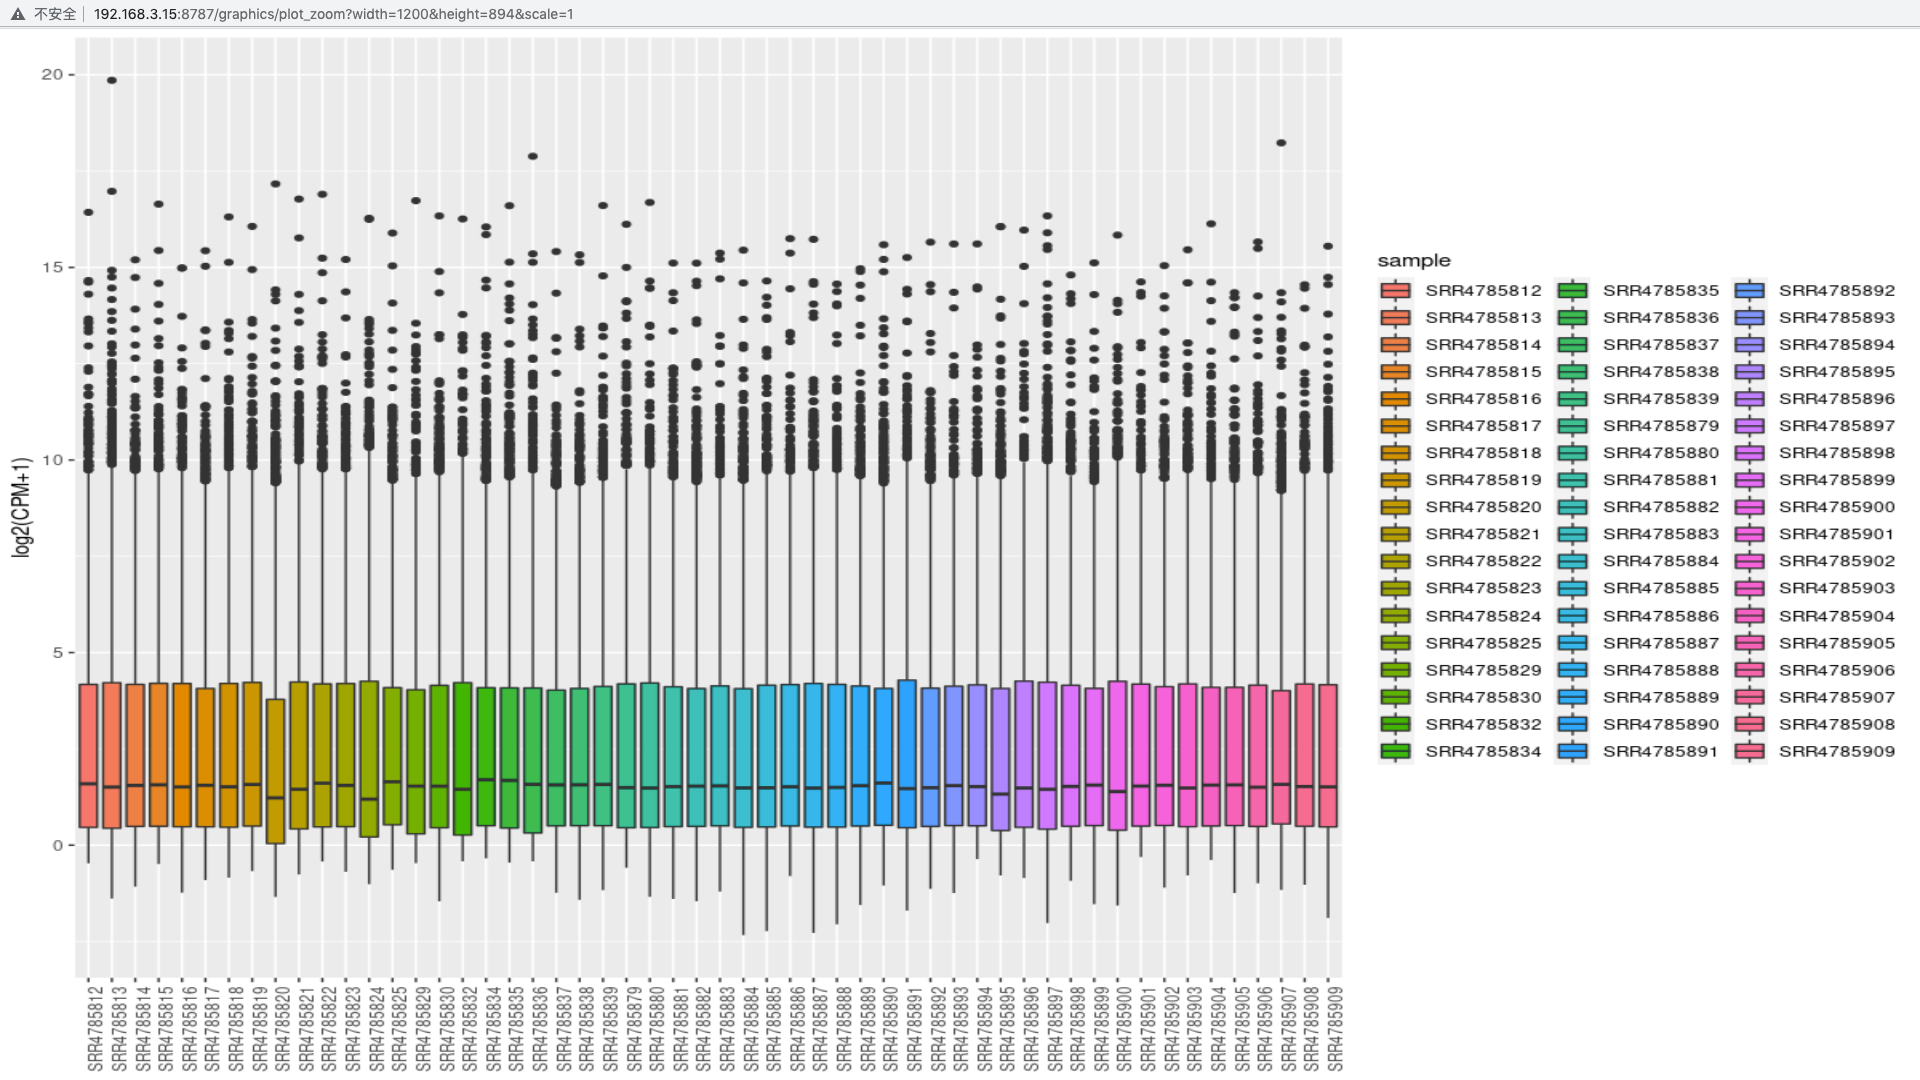 不安全 192.168.3.15:8787/graphics/plot_zoom?width=1200&height=894&scale=1
20
15
10
5
0
log2(CPM+1)
SRR4785812
SRR4785813
SRR4785814
SRR4785815
SRR4785816
SRR4785817
SRR4785818
SRR4785819
SRR4785820
SRR4785821
SRR4785822
SRR4785823
SRR4785824
SRR4785825
SRR4785829
SRR4785830
SRR4785832
SRR4785834
SRR4785835
SRR4785836
SRR4785837
SRR4785838
SRR4785839
SRR4785879
SRR4785880
SRR4785881
SRR4785882
SRR4785883
SRR4785884
SRR4785885
SRR4785886
SRR4785887
SRR4785888
SRR4785889
SRR4785890
SRR4785891
SRR4785892
SRR4785893
SRR4785894
SRR4785895
SRR4785896
SRR4785897
SRR4785898
SRR4785899
SRR4785900
SRR4785901
SRR4785902
SRR4785903
SRR4785904
SRR4785905
SRR4785906
SRR4785907
SRR4785908
SRR4785909
sample
SRR4785812 SRR4785835 SRR4785892
SRR4785813 SRR4785836 SRR4785893
SRR4785814 SRR4785837 SRR4785894
SRR4785815 SRR4785838 SRR4785895
SRR4785816 SRR4785839 SRR4785896
SRR4785817 SRR4785879 SRR4785897
SRR4785818 SRR4785880 SRR4785898
SRR4785819 SRR4785881 SRR4785899
SRR4785820 SRR4785882 SRR4785900
SRR4785821 SRR4785883 SRR4785901
SRR4785822 SRR4785884 SRR4785902
SRR4785823 SRR4785885 SRR4785903
SRR4785824 SRR4785886 SRR4785904
SRR4785825 SRR4785887 SRR4785905
SRR4785829 SRR4785888 SRR4785906
SRR4785830 SRR4785889 SRR4785907
SRR4785832 SRR4785890 SRR4785908
SRR4785834 SRR4785891 SRR4785909